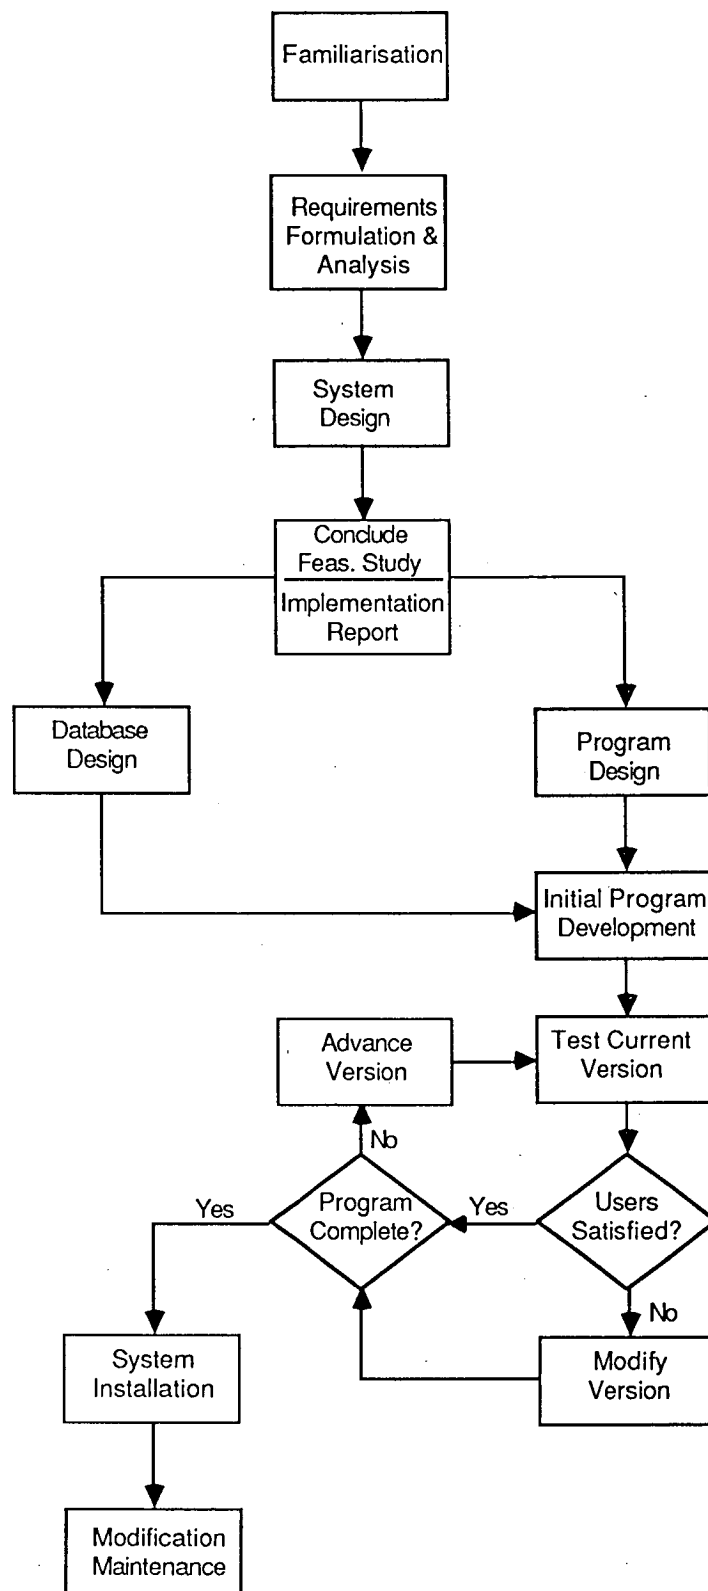 Familiarisation
Requirements
Formulation &
Analysis
System
Design
Conclude
Feas. Study
Implementation
Report
Database
Design
Program
Design
Initial Program
Development
Advance
Version
Test Current
Version
No
Yes
Program
Complete?
Yes
Users
Satisfied?
No
System
Installation
Modify
Version
Modification
Maintenance